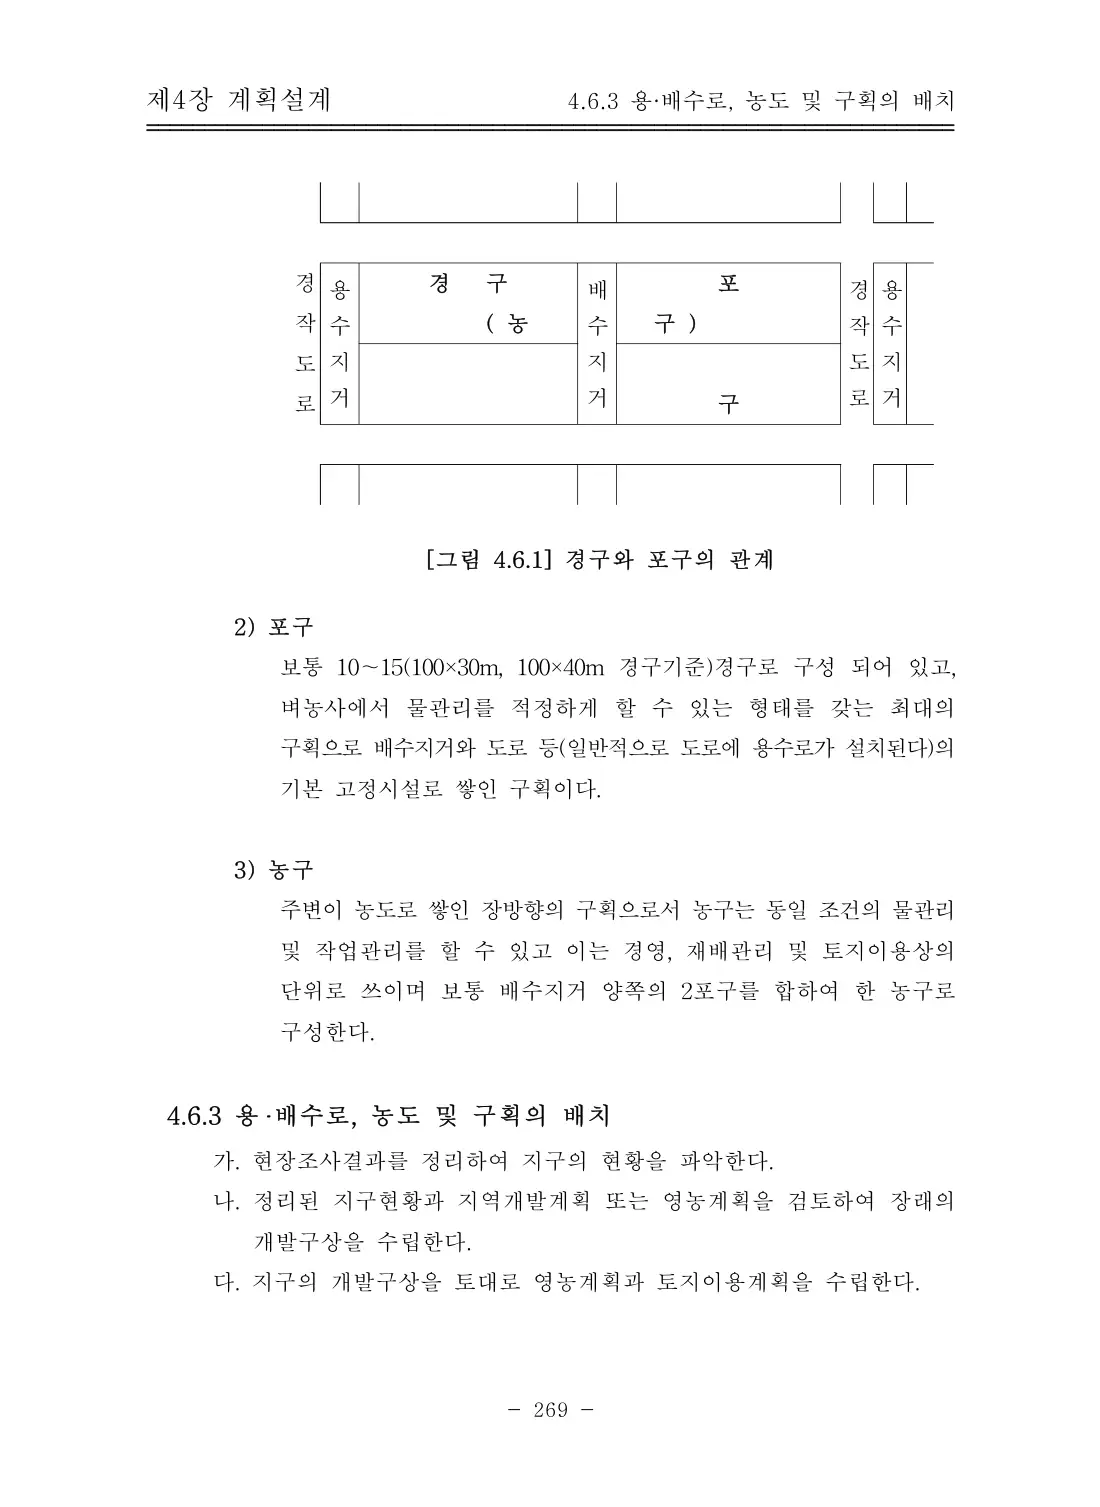 제4장 계획설계 4.6.3 용·배수로, 농도 및 구획의 배치
경작도로
용수지거
경 구
( 농
배수지거
포
구 )
구
경작도로
용수지거
[그림 4.6.1] 경구와 포구의 관계
2) 포구
보통 10～15(100×30m, 100×40m 경구기준)경구로 구성 되어 있고,
벼농사에서 물관리를 적정하게 할 수 있는 형태를 갖는 최대의
구획으로 배수지거와 도로 등(일반적으로 도로에 용수로가 설치된다)의
기본 고정시설로 쌓인 구획이다.
3) 농구
주변이 농도로 쌓인 장방향의 구획으로서 농구는 동일 조건의 물관리
및 작업관리를 할 수 있고 이는 경영, 재배관리 및 토지이용상의
단위로 쓰이며 보통 배수지거 양쪽의 2포구를 합하여 한 농구로
구성한다.
4.6.3 용·배수로, 농도 및 구획의 배치
가. 현장조사결과를 정리하여 지구의 현황을 파악한다.
나. 정리된 지구현황과 지역개발계획 또는 영농계획을 검토하여 장래의
개발구상을 수립한다.
다. 지구의 개발구상을 토대로 영농계획과 토지이용계획을 수립한다.
- 269 -